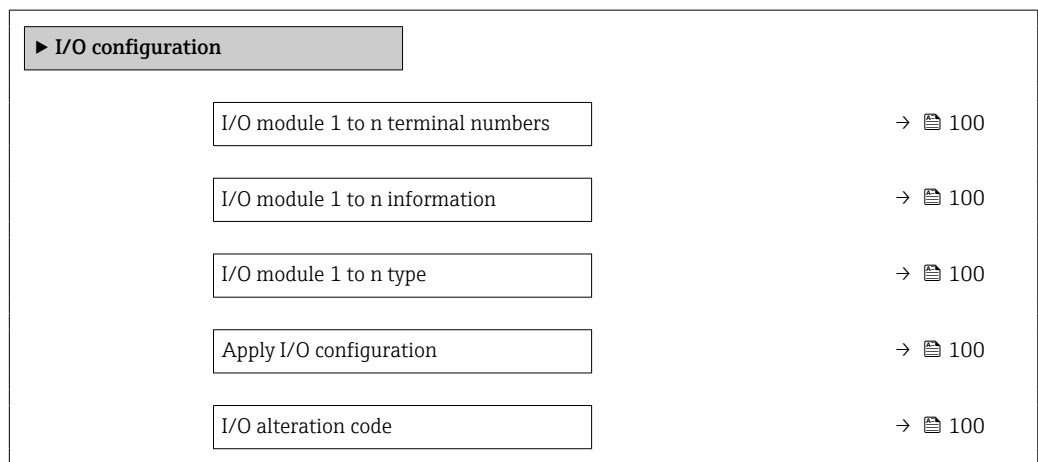 ► I/O configuration
I/O module 1 to n terminal numbers → 100
I/O module 1 to n information → 100
I/O module 1 to n type → 100
Apply I/O configuration → 100
I/O alteration code → 100